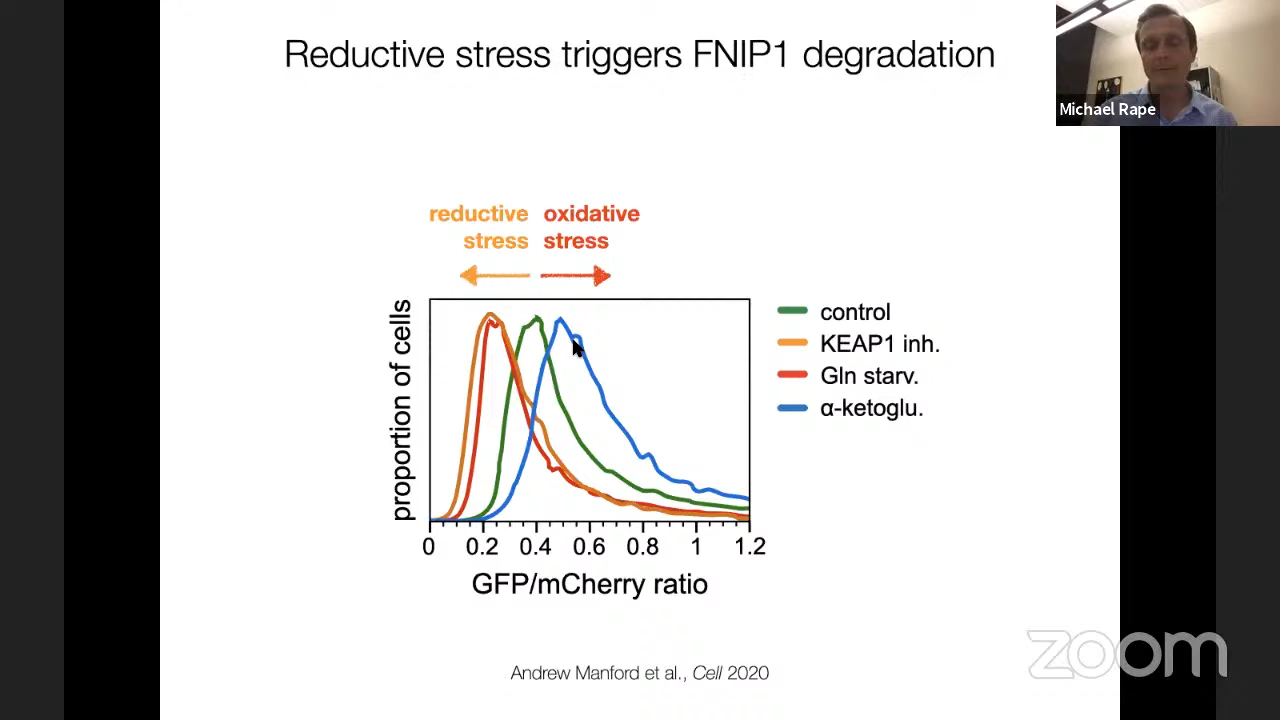 Reductive stress triggers FNIP1 degradation
Michael Rape
reductive oxidative
stress stress
proportion of cells
control
KEAP1 inh.
Gln starv.
α-ketoglu.
0 0.2 0.4 0.6 0.8 1 1.2
GFP/mCherry ratio
Andrew Manford et al., Cell 2020
zoom